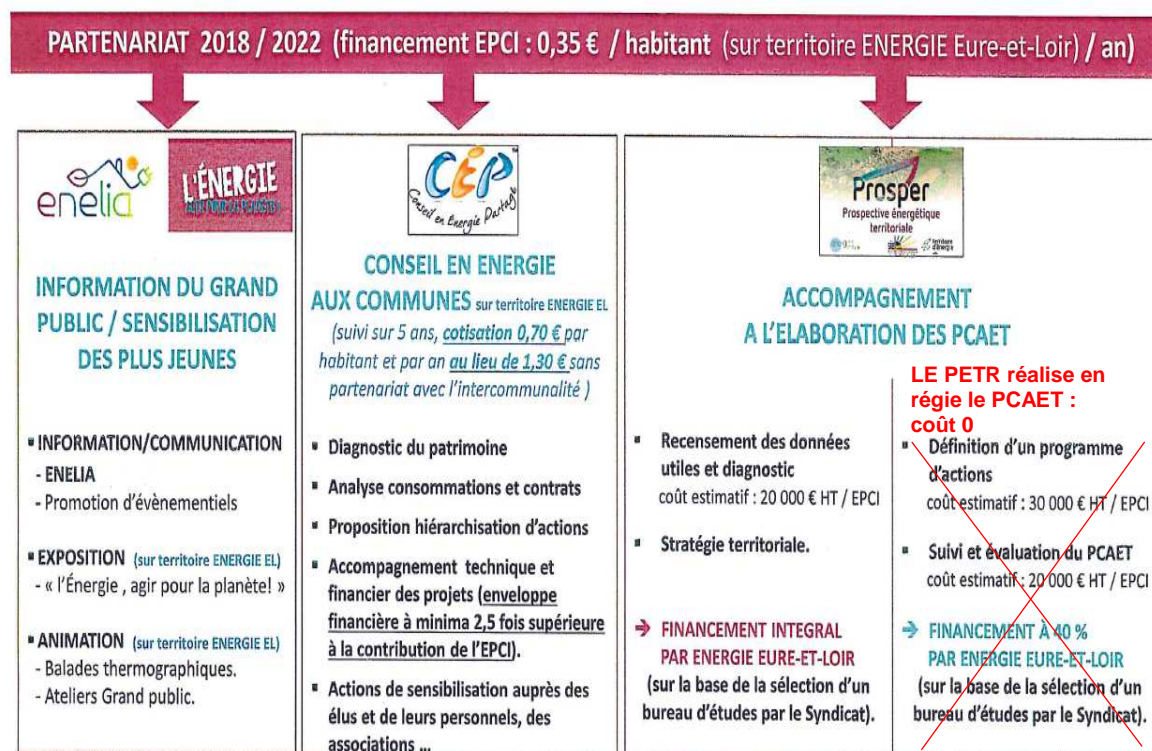 PARTENARIAT 2018 / 2022 (financement EPCI : 0,35 € / habitant (sur territoire ENERGIE Eure-et-Loir) / an)
enelia
L'ÉNERGIE
INFORMATION DU GRAND
PUBLIC / SENSIBILISATION
DES PLUS JEUNES
▪ INFORMATION/COMMUNICATION
- ENELIA
- Promotion d'évènementiels
▪ EXPOSITION (sur territoire ENERGIE EL)
- « l'Énergie , agir pour la planète! »
▪ ANIMATION (sur territoire ENERGIE EL)
- Balades thermographiques.
- Ateliers Grand public.
CÉP
Conseil en Energie Partagé
CONSEIL EN ENERGIE
AUX COMMUNES sur territoire ENERGIE EL
(suivi sur 5 ans, cotisation 0,70 € par
habitant et par an au lieu de 1,30 € sans
partenariat avec l'intercommunalité )
▪ Diagnostic du patrimoine
▪ Analyse consommations et contrats
▪ Proposition hiérarchisation d'actions
▪ Accompagnement technique et
financier des projets (enveloppe
financière à minima 2,5 fois supérieure
à la contribution de l'EPCI).
▪ Actions de sensibilisation auprès des
élus et de leurs personnels, des
associations ...
Prosper
Prospective énergétique
territoriale
ACCOMPAGNEMENT
A L'ELABORATION DES PCAET
▪ Recensement des données
utiles et diagnostic
coût estimatif : 20 000 € HT / EPCI
▪ Stratégie territoriale.
→ FINANCEMENT INTEGRAL
PAR ENERGIE EURE-ET-LOIR
(sur la base de la sélection d'un
bureau d'études par le Syndicat).
LE PETR réalise en
régie le PCAET :
coût 0
▪ Définition d'un programme
d'actions
coût estimatif : 30 000 € HT / EPCI
▪ Suivi et évaluation du PCAET
coût estimatif : 20 000 € HT / EPCI
→ FINANCEMENT À 40 %
PAR ENERGIE EURE-ET-LOIR
(sur la base de la sélection d'un
bureau d'études par le Syndicat).